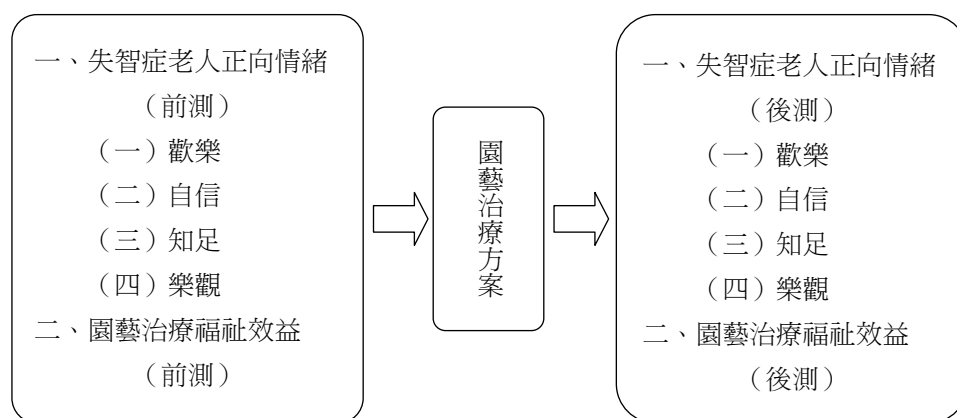 一、失智症老人正向情緒
（前測）
（一）歡樂
（二）自信
（三）知足
（四）樂觀
二、園藝治療福祉效益
（前測）
園藝治療方案
一、失智症老人正向情緒
（後測）
（一）歡樂
（二）自信
（三）知足
（四）樂觀
二、園藝治療福祉效益
（後測）